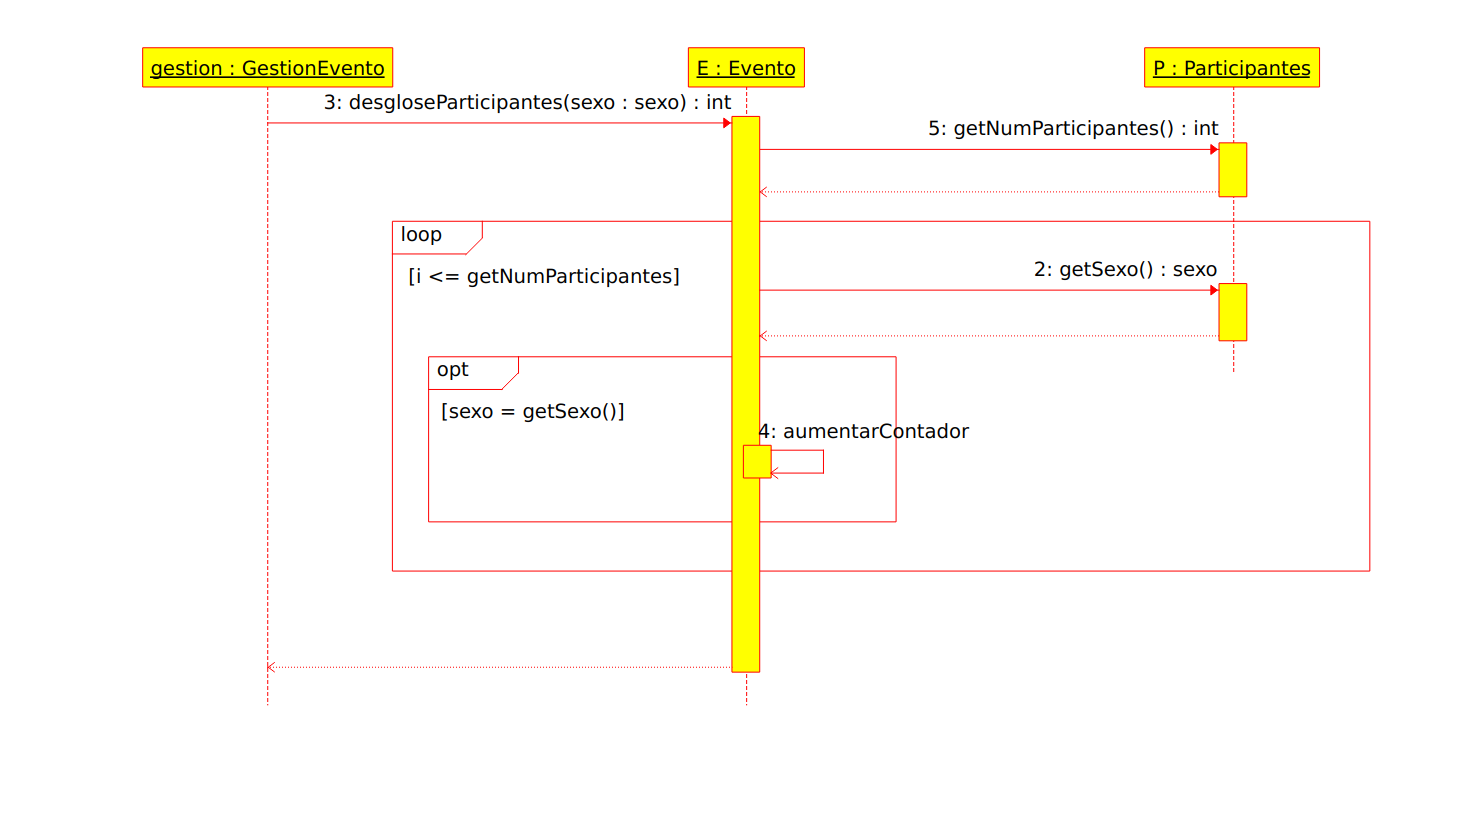 gestion : GestionEvento
E : Evento
P : Participantes
3: desgloseParticipantes(sexo : sexo) : int
5: getNumParticipantes() : int
loop
[i <= getNumParticipantes]
2: getSexo() : sexo
opt
[sexo = getSexo()]
4: aumentarContador